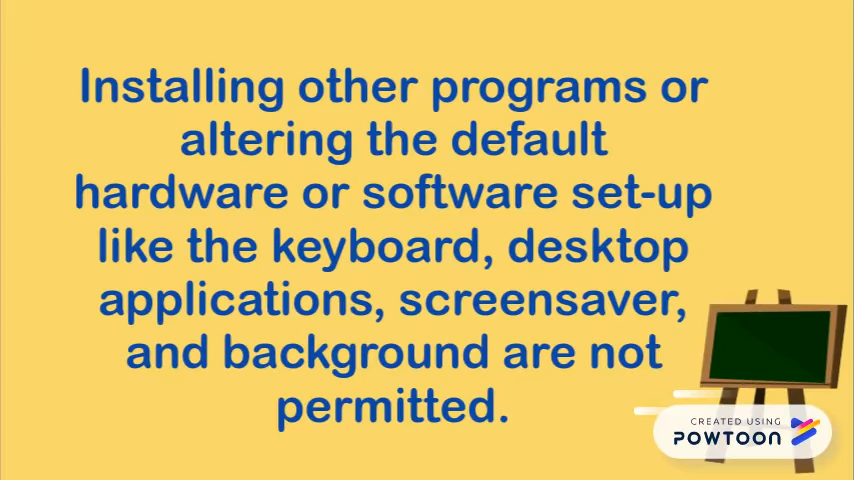 Installing other programs or
altering the default
hardware or software set-up
like the keyboard, desktop
applications, screensaver,
and background are not
permitted.
CREATED USING
POWTOON